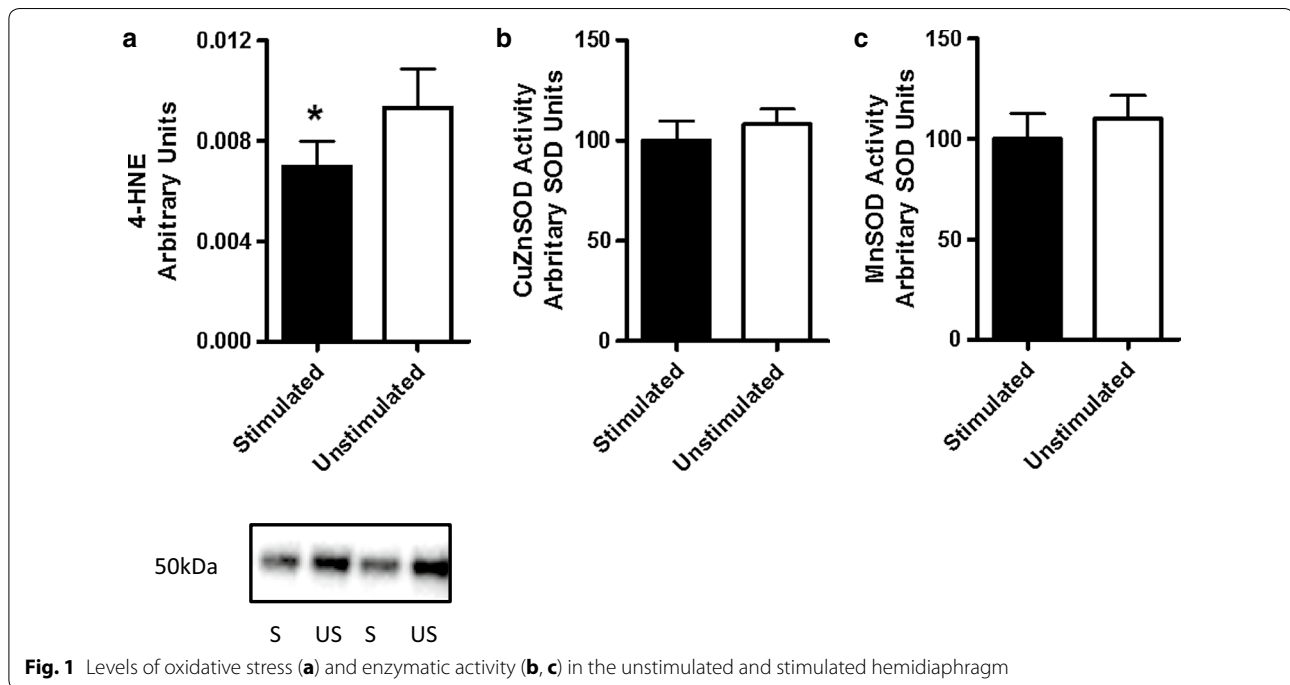 a
0.012
0.008
0.004
0.000
4-HNE
Arbitrary Units
*
Stimulated
Unstimulated
b
150
100
50
0
CuZnSOD Activity
Arbritary SOD Units
Stimulated
Unstimulated
c
150
100
50
0
MnSOD Activity
Arbritary SOD Units
Stimulated
Unstimulated
50kDa
S US S US
Fig. 1 Levels of oxidative stress (a) and enzymatic activity (b, c) in the unstimulated and stimulated hemidiaphragm